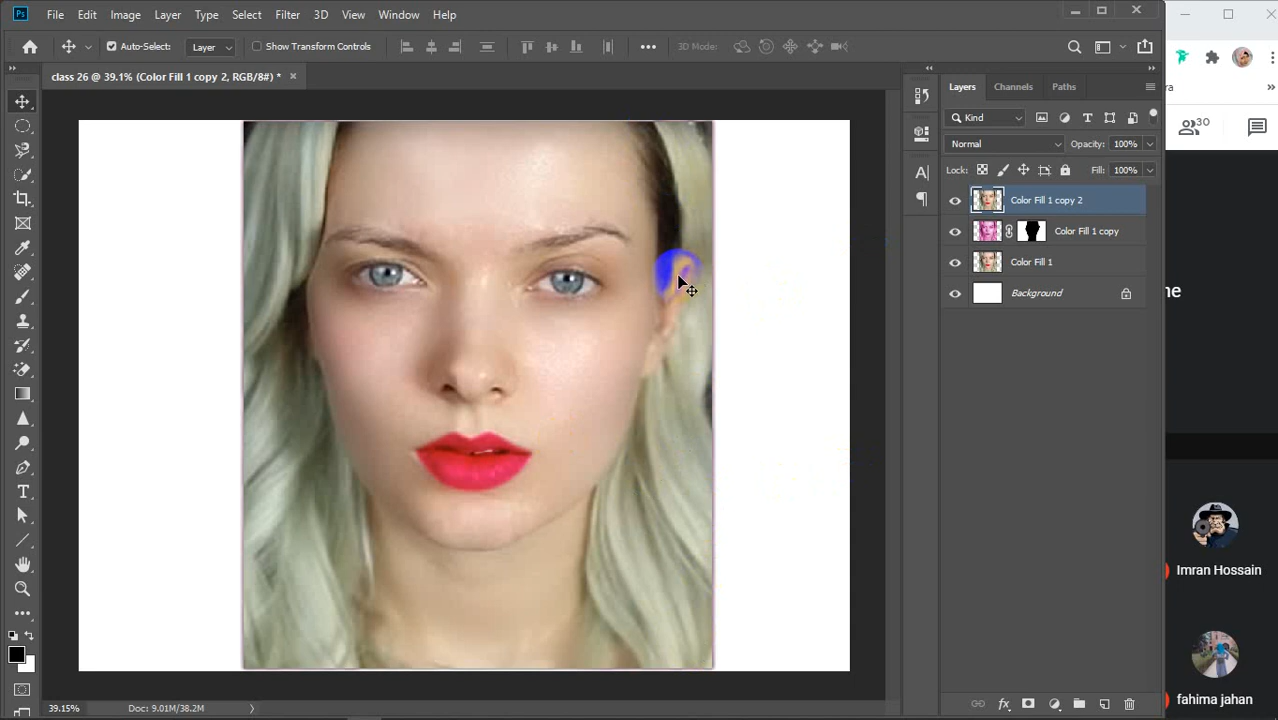 Ps File Edit Image Layer Type Select Filter 3D View Window Help
Auto-Select: Layer Show Transform Controls 3D Mode:
class 26 @ 39.1% (Color Fill 1 copy 2, RGB/8#) * ×
Layers Channels Paths
Kind
Normal Opacity: 100%
Lock: Fill: 100%
Color Fill 1 copy 2
Color Fill 1 copy
Color Fill 1
Background
39.15% Doc: 9.01M/38.2M
ra
30
ne
Imran Hossain
fahima jahan